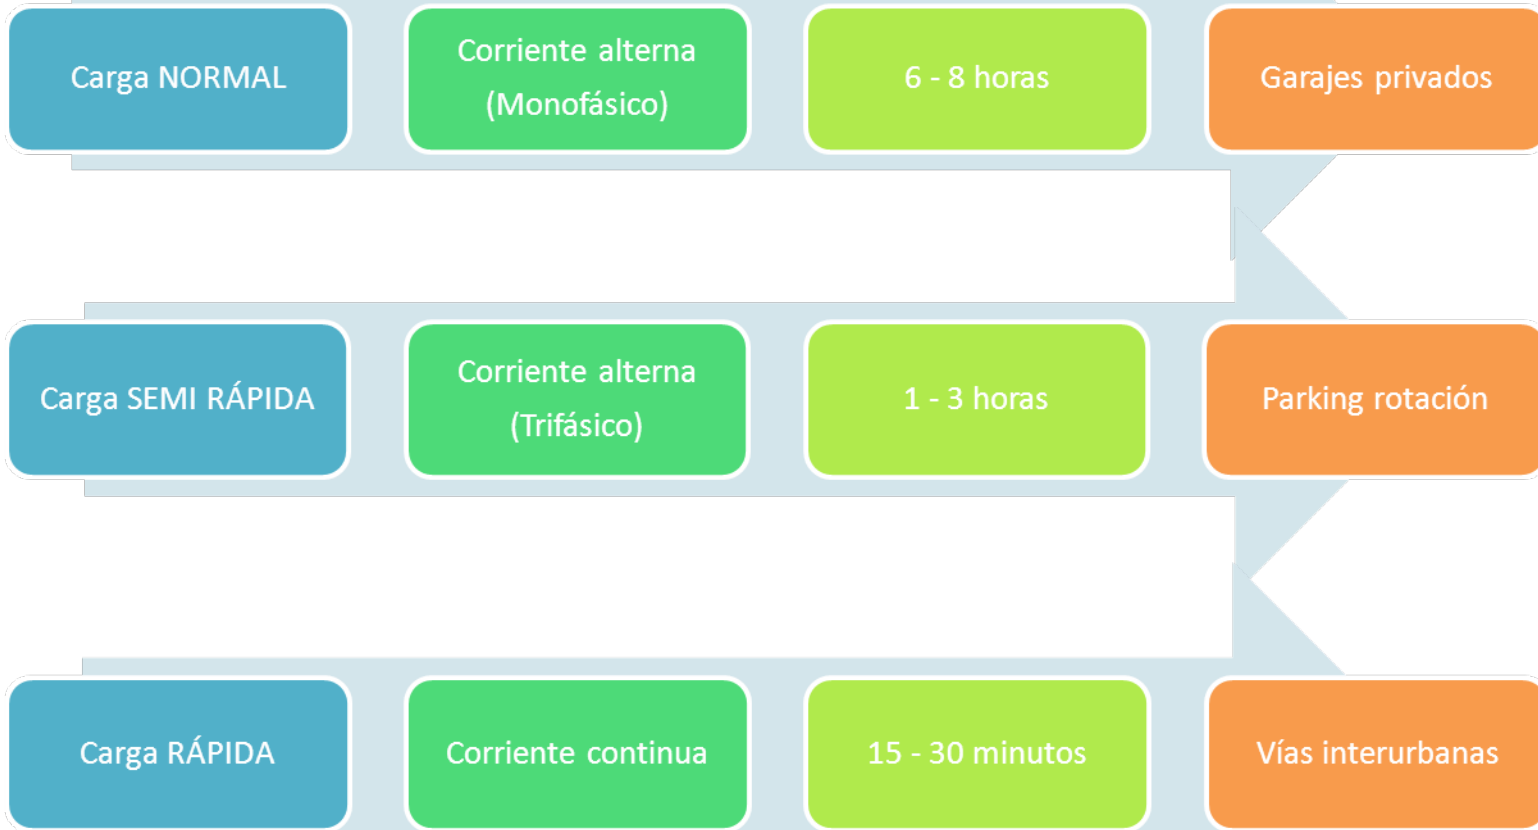 Carga NORMAL
Corriente alterna
(Monofásico)
6 - 8 horas
Garajes privados
Carga SEMI RÁPIDA
Corriente alterna
(Trifásico)
1 - 3 horas
Parking rotación
Carga RÁPIDA
Corriente continua
15 - 30 minutos
Vías interurbanas